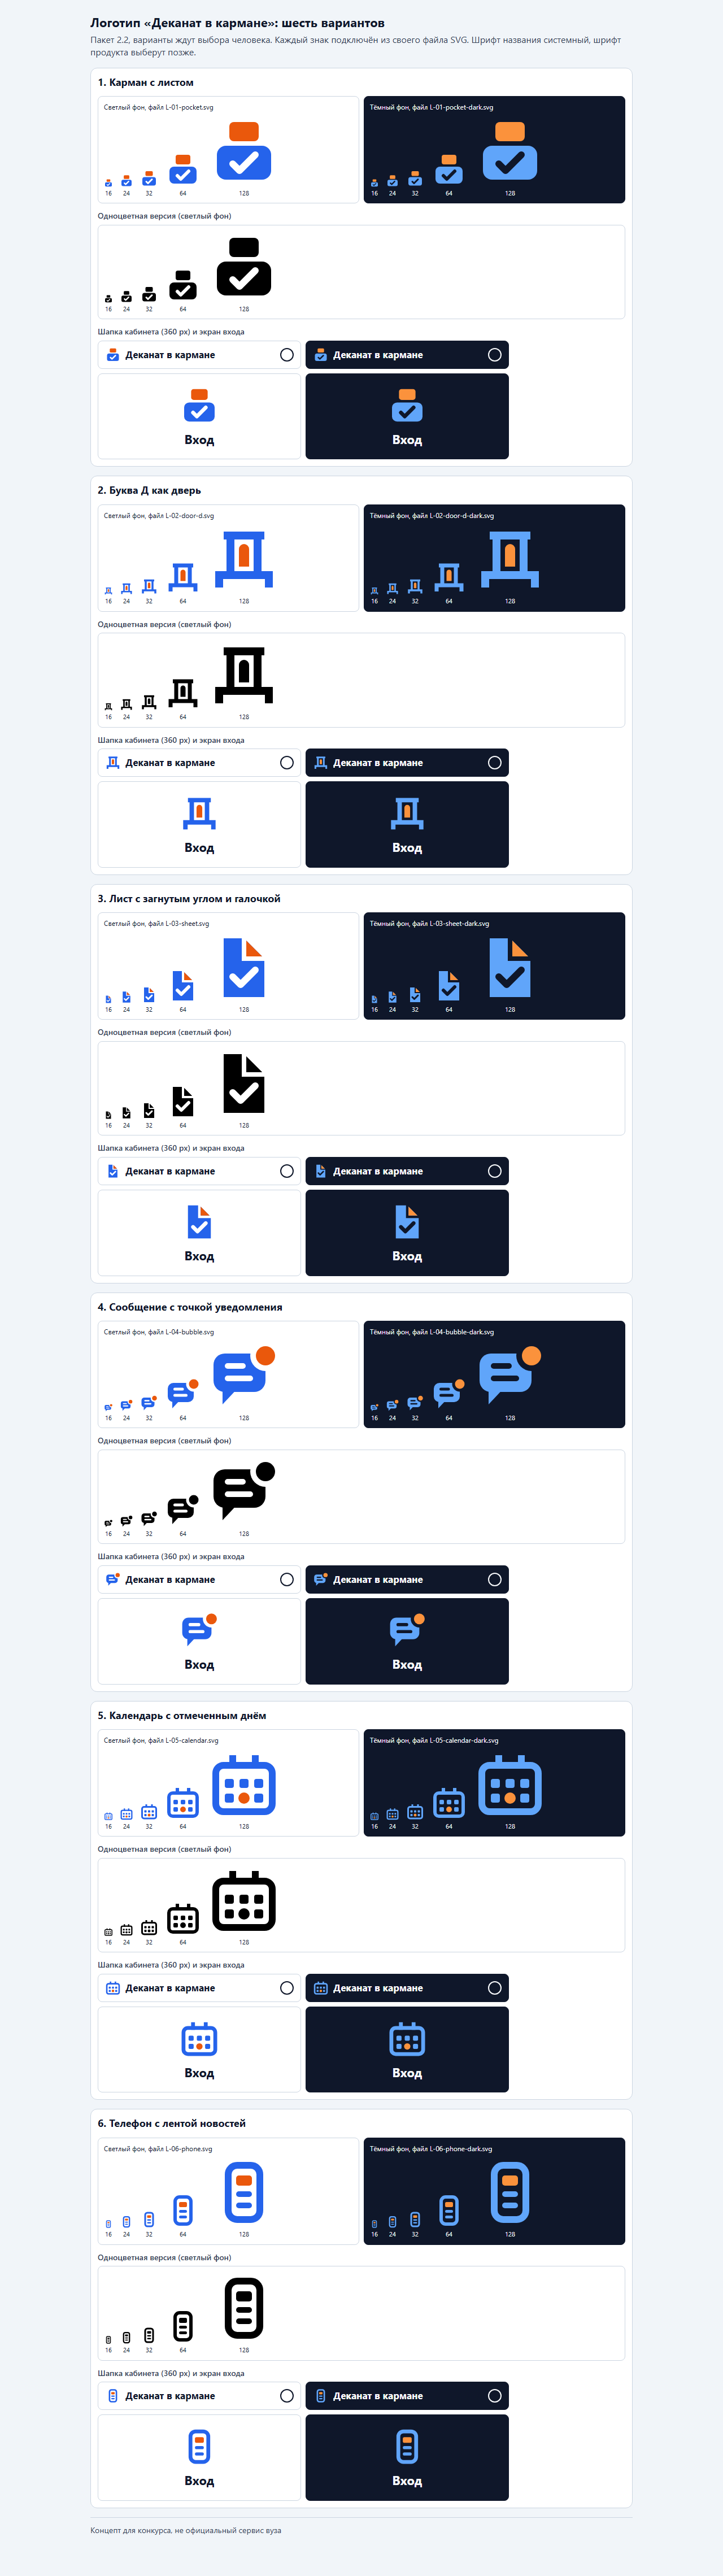 Логотип «Деканат в кармане»: шесть вариантов
Пакет 2.2, варианты ждут выбора человека. Каждый знак подключён из своего файла SVG. Шрифт названия системный, шрифт
продукта выберут позже.
1. Карман с листом
Светлый фон, файл L-01-pocket.svg
16 24 32 64 128
Тёмный фон, файл L-01-pocket-dark.svg
16 24 32 64 128
Одноцветная версия (светлый фон)
16 24 32 64 128
Шапка кабинета (360 px) и экран входа
Деканат в кармане
Деканат в кармане
Вход
Вход
2. Буква Д как дверь
Светлый фон, файл L-02-door-d.svg
16 24 32 64 128
Тёмный фон, файл L-02-door-d-dark.svg
16 24 32 64 128
Одноцветная версия (светлый фон)
16 24 32 64 128
Шапка кабинета (360 px) и экран входа
Деканат в кармане
Деканат в кармане
Вход
Вход
3. Лист с загнутым углом и галочкой
Светлый фон, файл L-03-sheet.svg
16 24 32 64 128
Тёмный фон, файл L-03-sheet-dark.svg
16 24 32 64 128
Одноцветная версия (светлый фон)
16 24 32 64 128
Шапка кабинета (360 px) и экран входа
Деканат в кармане
Деканат в кармане
Вход
Вход
4. Сообщение с точкой уведомления
Светлый фон, файл L-04-bubble.svg
16 24 32 64 128
Тёмный фон, файл L-04-bubble-dark.svg
16 24 32 64 128
Одноцветная версия (светлый фон)
16 24 32 64 128
Шапка кабинета (360 px) и экран входа
Деканат в кармане
Деканат в кармане
Вход
Вход
5. Календарь с отмеченным днём
Светлый фон, файл L-05-calendar.svg
16 24 32 64 128
Тёмный фон, файл L-05-calendar-dark.svg
16 24 32 64 128
Одноцветная версия (светлый фон)
16 24 32 64 128
Шапка кабинета (360 px) и экран входа
Деканат в кармане
Деканат в кармане
Вход
Вход
6. Телефон с лентой новостей
Светлый фон, файл L-06-phone.svg
16 24 32 64 128
Тёмный фон, файл L-06-phone-dark.svg
16 24 32 64 128
Одноцветная версия (светлый фон)
16 24 32 64 128
Шапка кабинета (360 px) и экран входа
Деканат в кармане
Деканат в кармане
Вход
Вход
Концепт для конкурса, не официальный сервис вуза